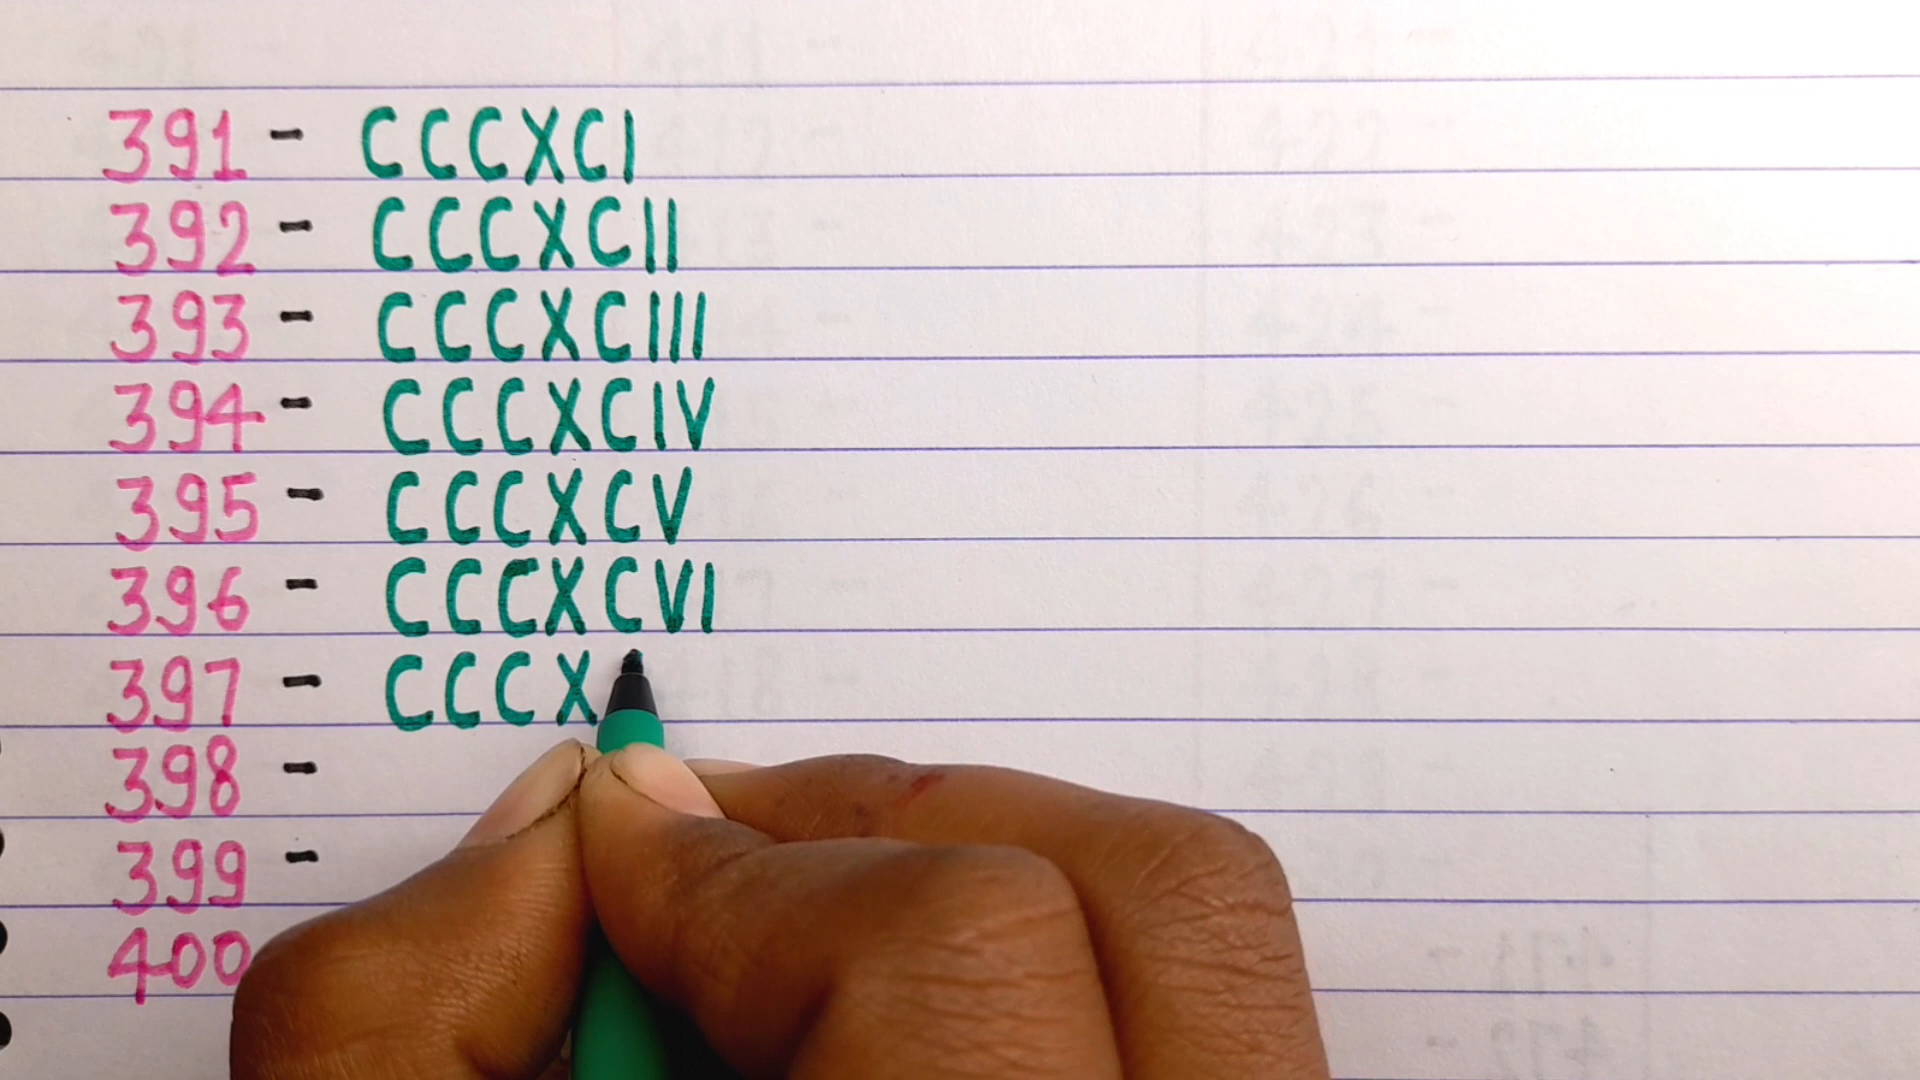 391 - CCCXCI
392 - CCCXCII
393 - CCCXCIII
394 - CCCXCIV
395 - CCCXCV
396 - CCCXCVI
397 - CCCX
398 -
399 -
400